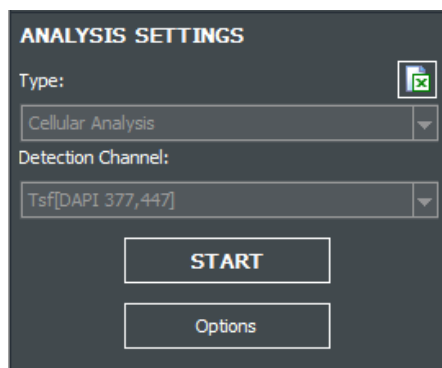 ANALYSIS SETTINGS
Type:
Cellular Analysis
Detection Channel:
Tsf[DAPI 377,447]
START
Options